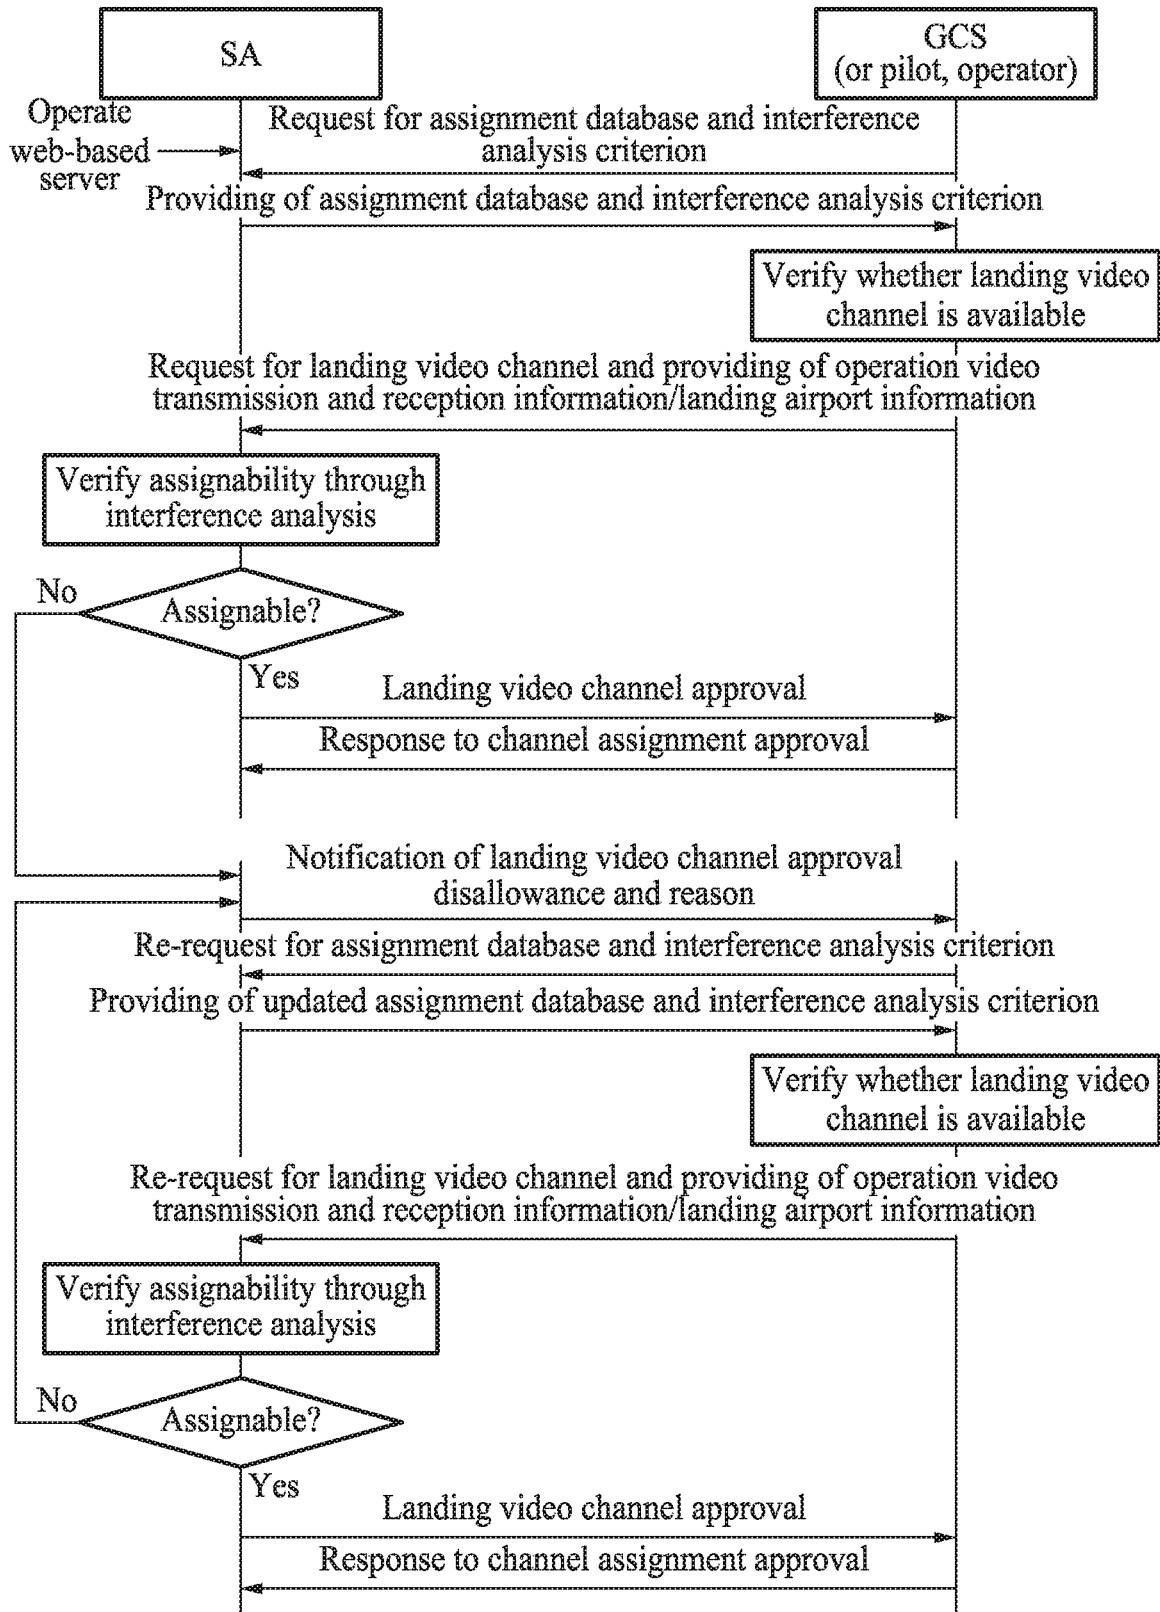 SA
GCS
(or pilot, operator)
Operate
web-based
server
Request for assignment database and interference
analysis criterion
Providing of assignment database and interference analysis criterion
Verify whether landing video
channel is available
Request for landing video channel and providing of operation video
transmission and reception information/landing airport information
Verify assignability through
interference analysis
No
Assignable?
Yes
Landing video channel approval
Response to channel assignment approval
Notification of landing video channel approval
disallowance and reason
Re-request for assignment database and interference analysis criterion
Providing of updated assignment database and interference analysis criterion
Verify whether landing video
channel is available
Re-request for landing video channel and providing of operation video
transmission and reception information/landing airport information
Verify assignability through
interference analysis
No
Assignable?
Yes
Landing video channel approval
Response to channel assignment approval